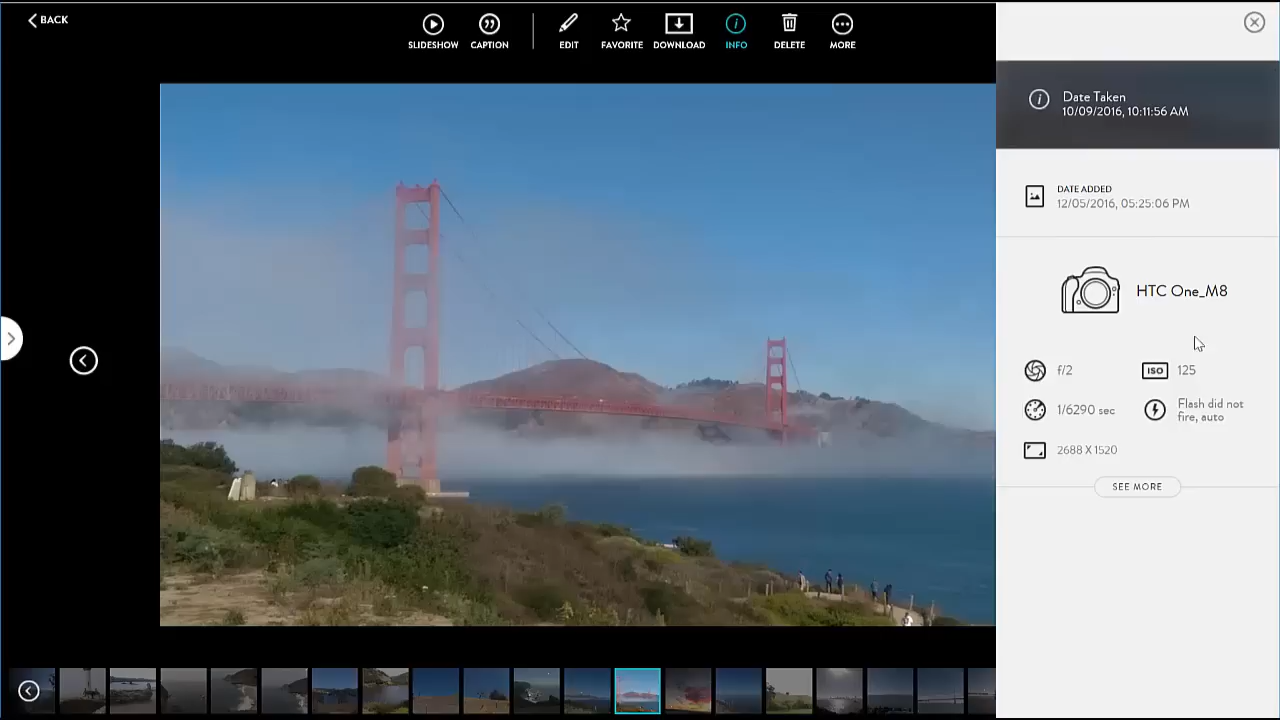 BACK
SLIDESHOW
CAPTION
EDIT
FAVORITE
DOWNLOAD
INFO
DELETE
MORE
Date Taken
10/09/2016, 10:11:56 AM
DATE ADDED
12/05/2016, 05:25:06 PM
HTC One_M8
f/2
ISO
125
1/6290 sec
Flash did not
fire, auto
2688 X 1520
SEE MORE